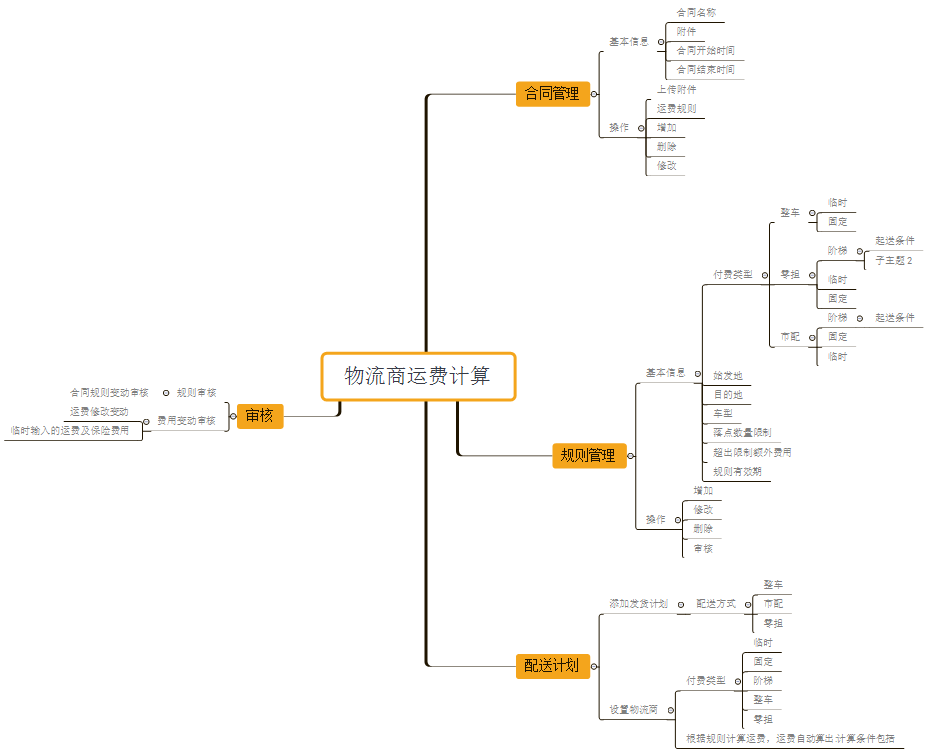 物流商运费计算
合同管理
基本信息
合同名称
附件
合同开始时间
合同结束时间
操作
上传附件
运费规则
增加
删除
修改
规则管理
基本信息
付费类型
整车
临时
固定
零担
阶梯
起送条件
子主题 2
临时
固定
市配
阶梯
起送条件
固定
临时
始发地
目的地
车型
落点数量限制
超出限制额外费用
规则有效期
操作
增加
修改
删除
审核
配送计划
添加发货计划
配送方式
整车
市配
零担
设置物流商
付费类型
临时
固定
阶梯
整车
零担
根据规则计算运费，运费自动算出计算条件包括
审核
规则审核
合同规则变动审核
费用变动审核
运费修改变动
临时输入的运费及保险费用